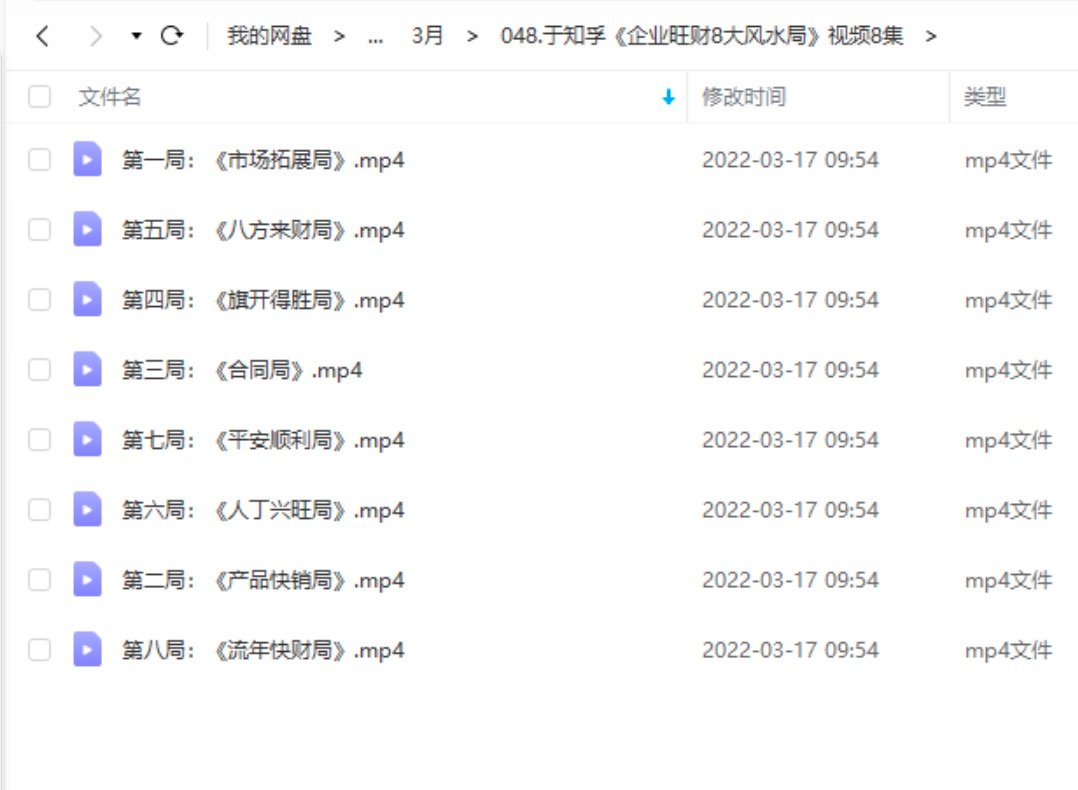 我的网盘 > ... 3月 > 048.于知孚《企业旺财8大风水局》视频8集 >
文件名 修改时间 类型
第一局：《市场拓展局》.mp4 2022-03-17 09:54 mp4文件
第五局：《八方来财局》.mp4 2022-03-17 09:54 mp4文件
第四局：《旗开得胜局》.mp4 2022-03-17 09:54 mp4文件
第三局：《合同局》.mp4 2022-03-17 09:54 mp4文件
第七局：《平安顺利局》.mp4 2022-03-17 09:54 mp4文件
第六局：《人丁兴旺局》.mp4 2022-03-17 09:54 mp4文件
第二局：《产品快销局》.mp4 2022-03-17 09:54 mp4文件
第八局：《流年快财局》.mp4 2022-03-17 09:54 mp4文件